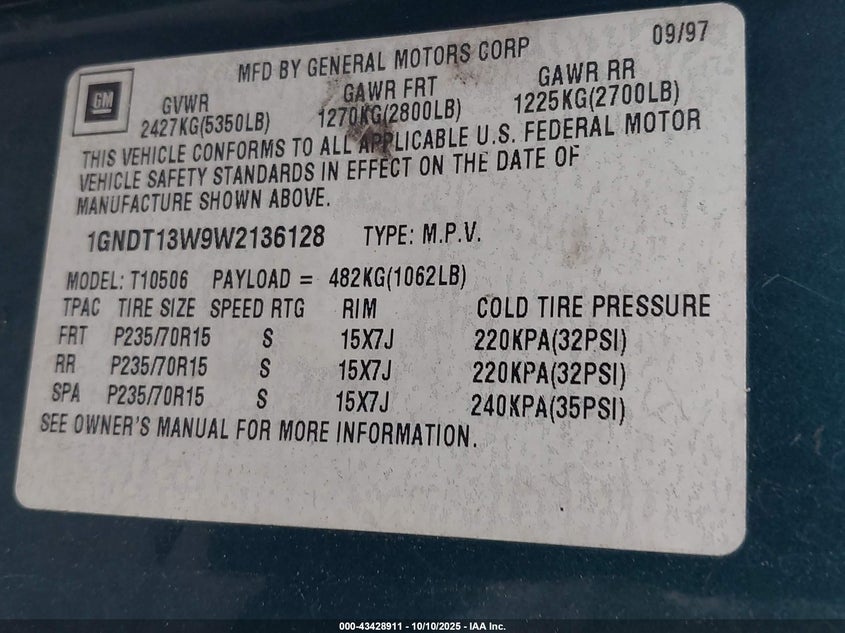 MFD BY GENERAL MOTORS CORP 09/97
GM
GVWR GAWR FRT GAWR RR
2427KG(5350LB) 1270KG(2800LB) 1225KG(2700LB)
THIS VEHICLE CONFORMS TO ALL APPLICABLE U.S. FEDERAL MOTOR
VEHICLE SAFETY STANDARDS IN EFFECT ON THE DATE OF
MANUFACTURE SHOWN ABOVE.
1GNDT13W9W2136128 TYPE: M.P.V.
MODEL: T10506 PAYLOAD = 482KG(1062LB)
TPAC TIRE SIZE SPEED RTG RIM COLD TIRE PRESSURE
FRT P235/70R15 S 15X7J 220KPA(32PSI)
RR P235/70R15 S 15X7J 220KPA(32PSI)
SPA P235/70R15 S 15X7J 240KPA(35PSI)
SEE OWNER'S MANUAL FOR MORE INFORMATION.
000-43428911 - 10/10/2025 - IAA Inc.